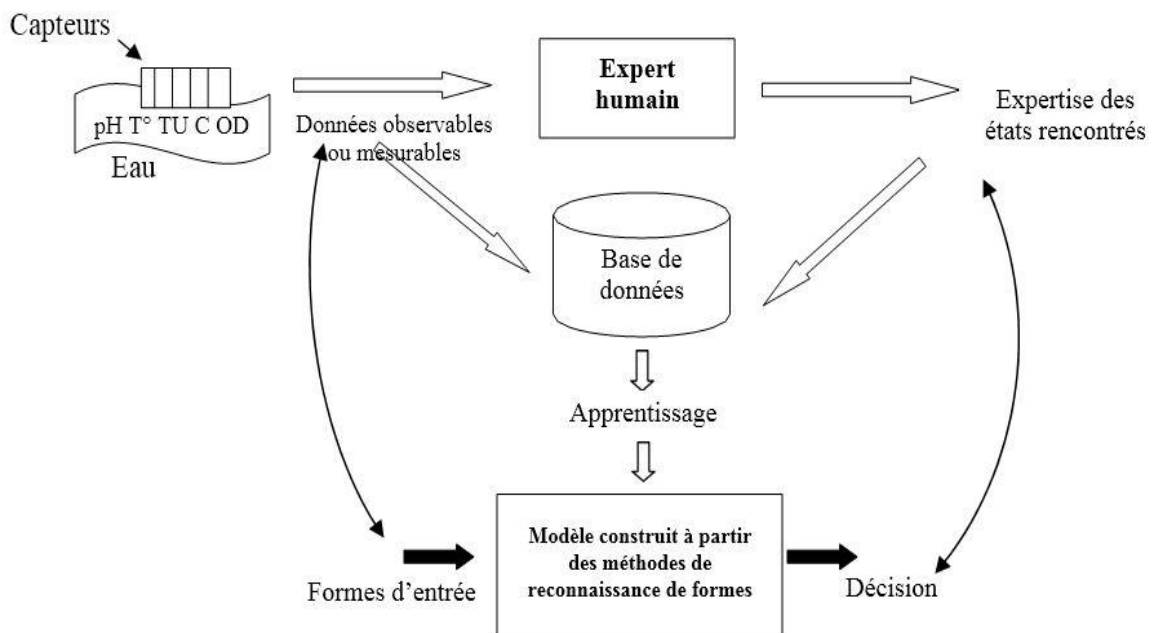 Capteurs
pH T° TU C OD
Eau
Données observables
ou mesurables
Expert
humain
Expertise des
états rencontrés
Base de
données
Apprentissage
Formes d’entrée
Modèle construit à partir
des méthodes de
reconnaissance de formes
Décision